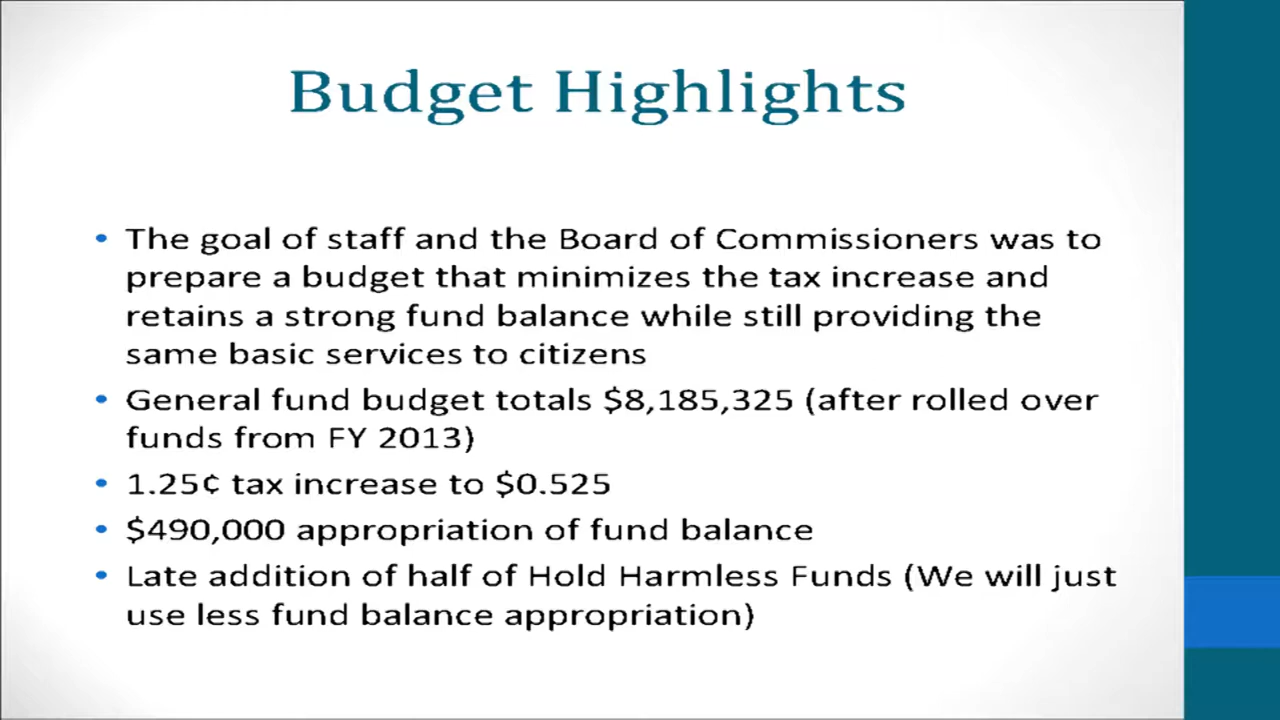 Budget Highlights
• The goal of staff and the Board of Commissioners was to
prepare a budget that minimizes the tax increase and
retains a strong fund balance while still providing the
same basic services to citizens
• General fund budget totals $8,185,325 (after rolled over
funds from FY 2013)
• 1.25¢ tax increase to $0.525
• $490,000 appropriation of fund balance
• Late addition of half of Hold Harmless Funds (We will just
use less fund balance appropriation)